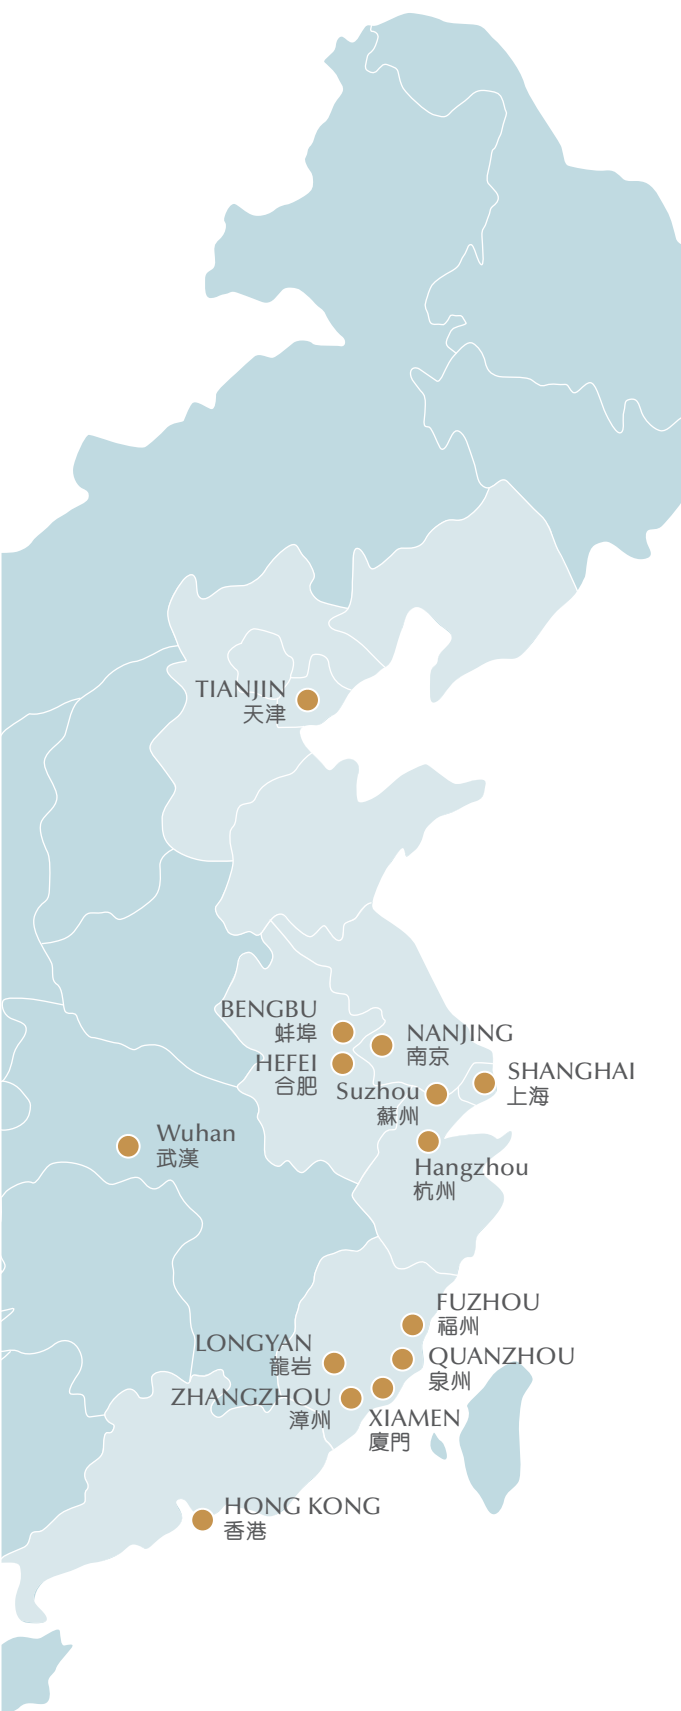 TIANJIN
天津
BENGBU
蚌埠
NANJING
南京
HEFEI
合肥
SHANGHAI
上海
Suzhou
蘇州
Wuhan
武漢
Hangzhou
杭州
FUZHOU
福州
LONGYAN
龍岩
QUANZHOU
泉州
ZHANGZHOU
漳州
XIAMEN
廈門
HONG KONG
香港